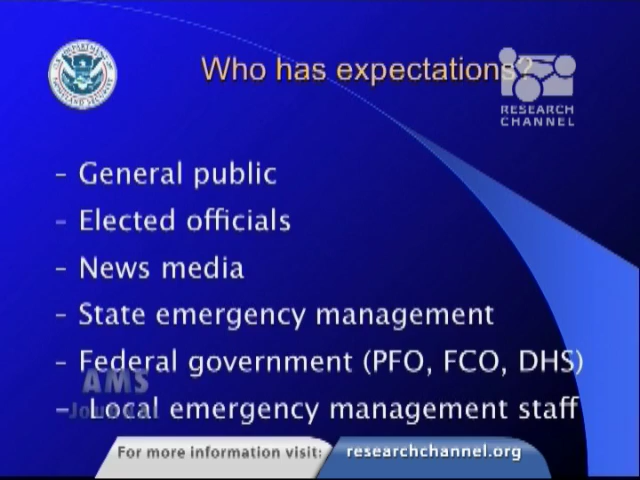 Who has expectations?
RESEARCH
CHANNEL
- General public
- Elected officials
- News media
- State emergency management
- Federal government (PFO, FCO, DHS)
AMS
- Local emergency management staff
For more information visit:
researchchannel.org